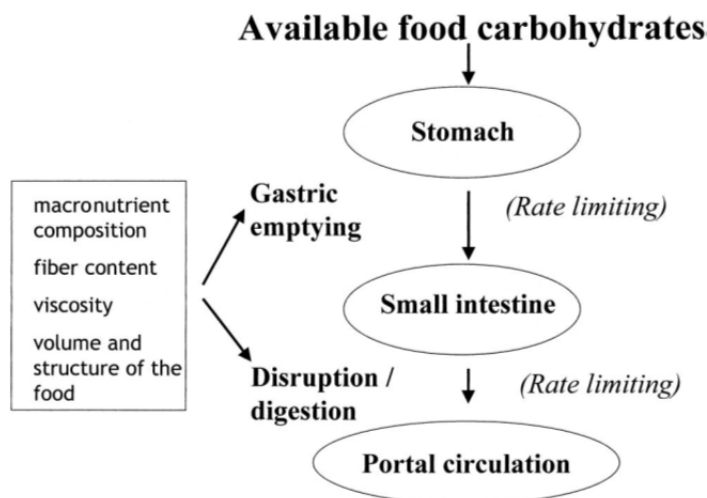 Available food carbohydrates
Stomach
Gastric
emptying
(Rate limiting)
macronutrient
composition
fiber content
viscosity
volume and
structure of the
food
Small intestine
Disruption /
digestion
(Rate limiting)
Portal circulation